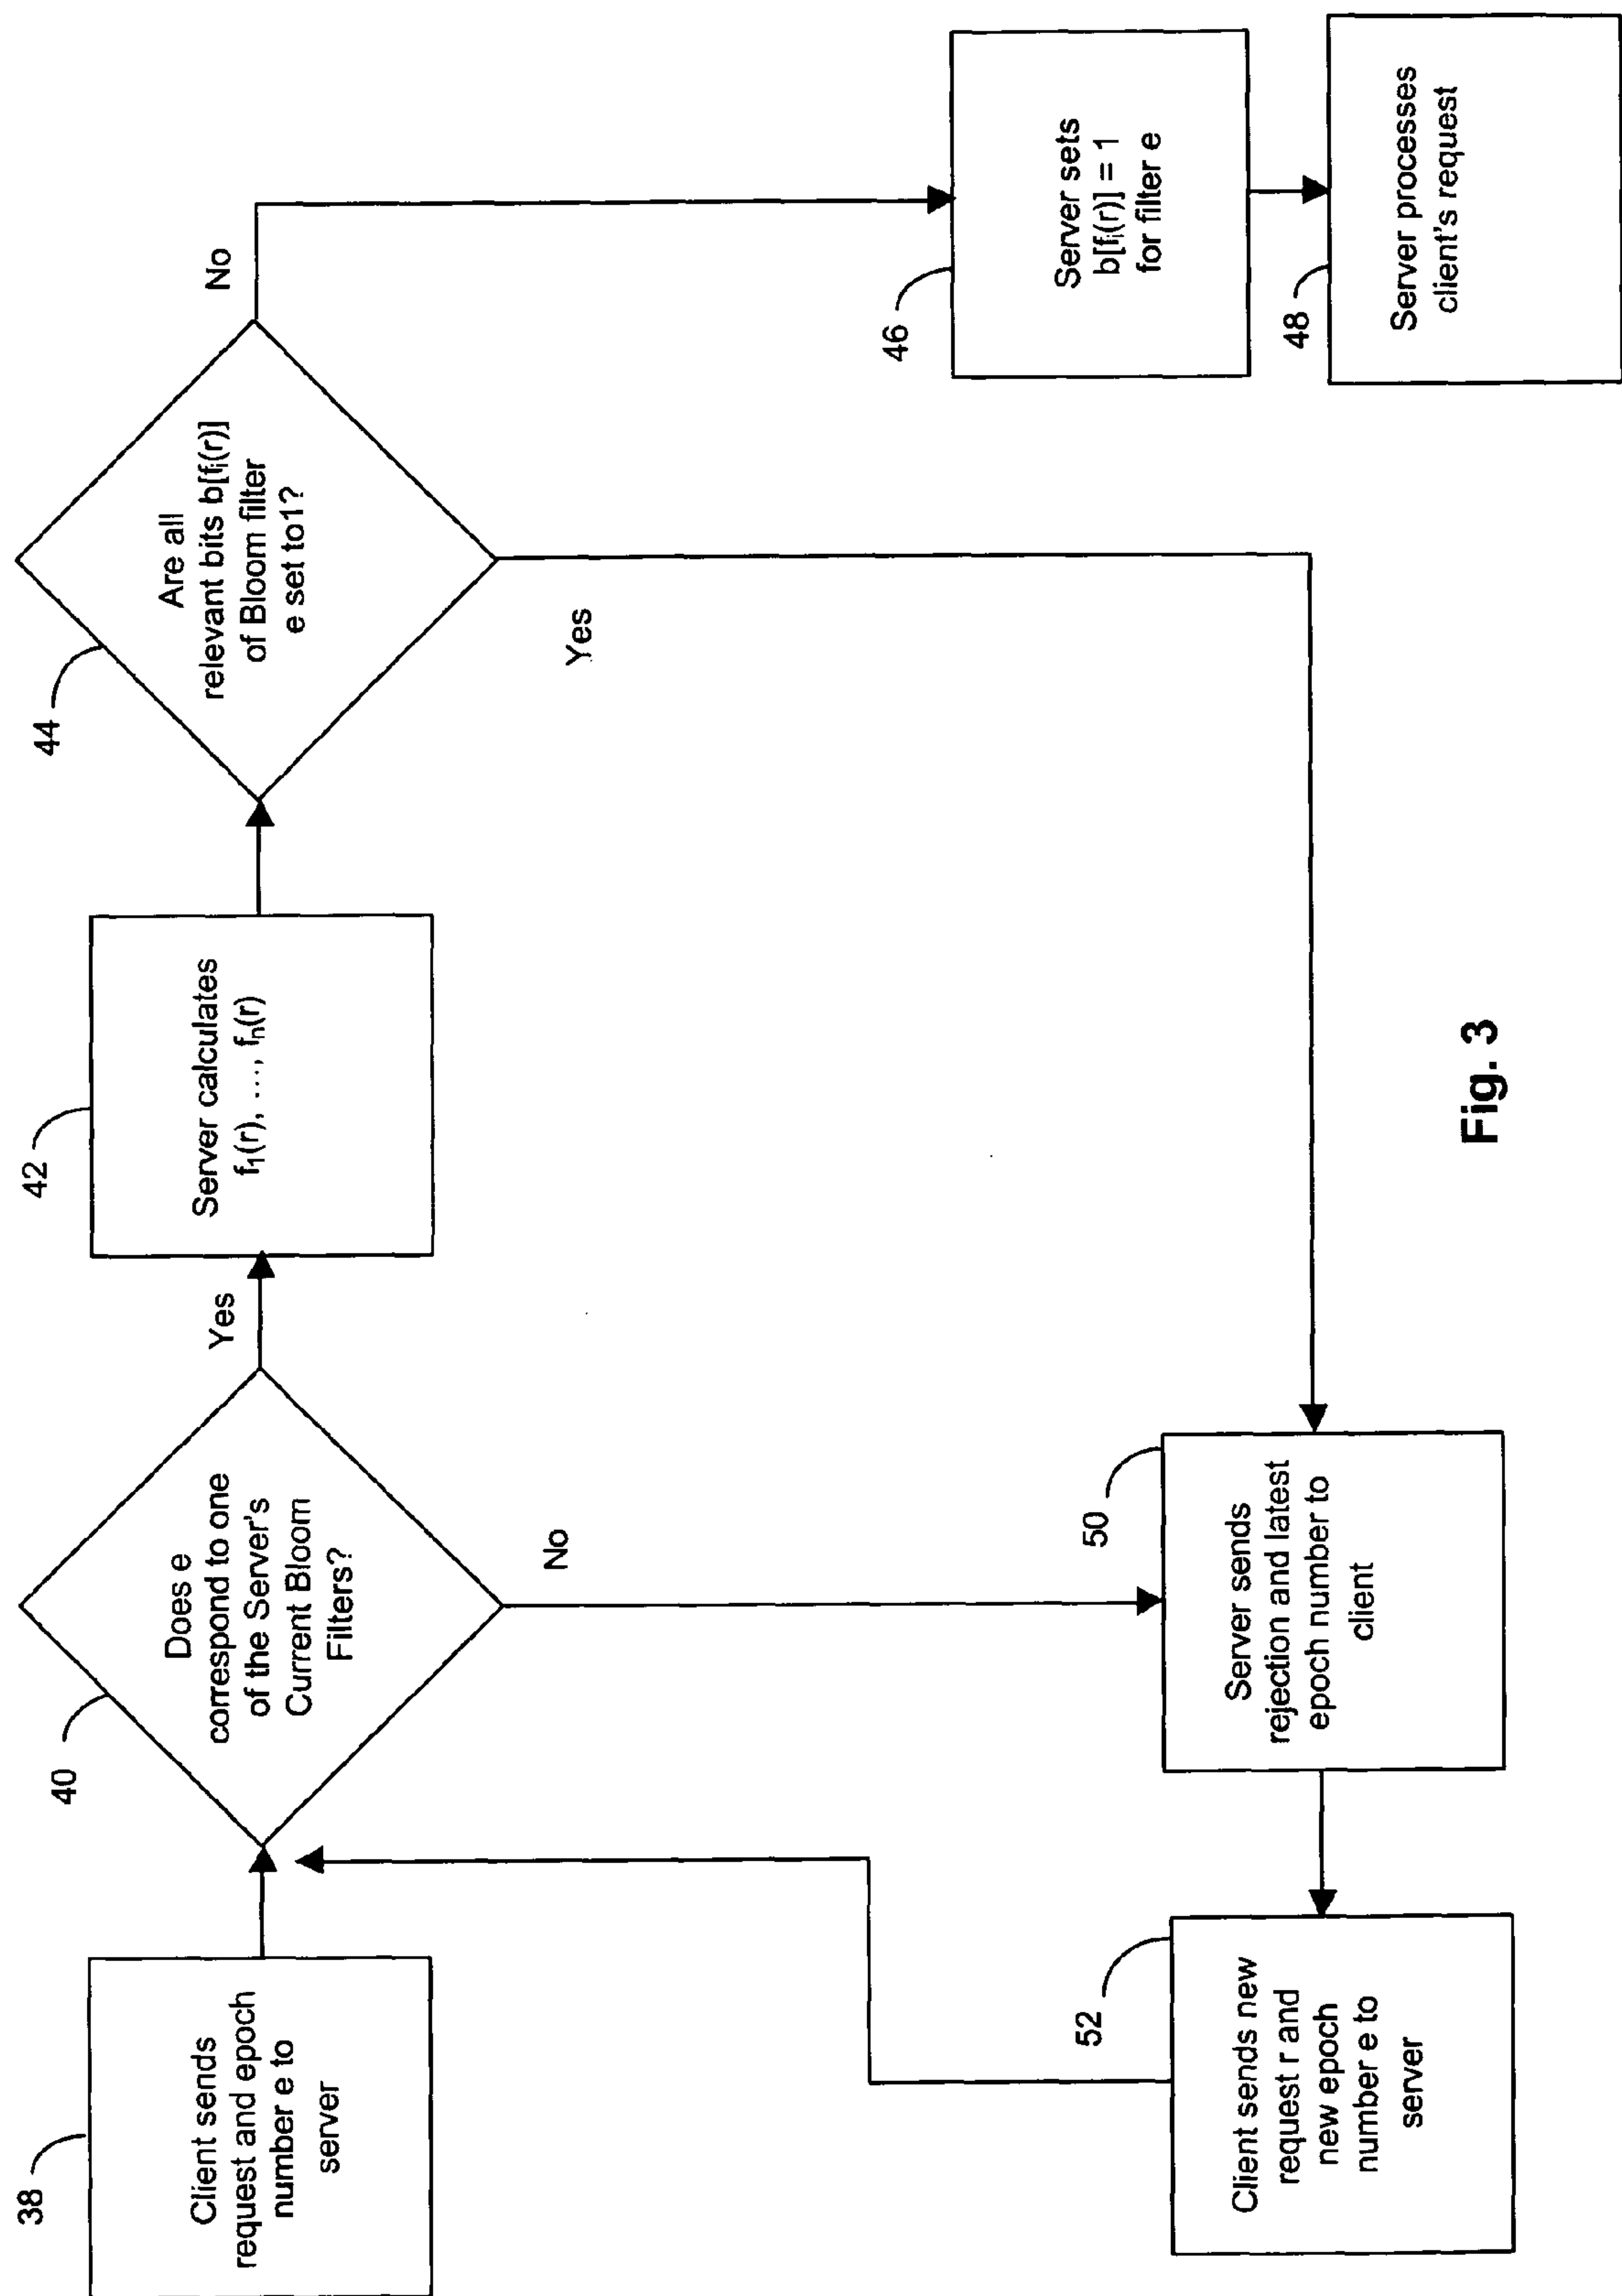 38
Client sends
request and epoch
number e to
server
40
Does e
correspond to one
of the Server's
Current Bloom
Filters?
Yes
No
42
Server calculates
f₁(r), ..., fₙ(r)
44
Are all
relevant bits b[fᵢ(r)]
of Bloom filter
e set to1?
No
Yes
46
Server sets
b[fᵢ(r)] = 1
for filter e
48
Server processes
client's request
50
Server sends
rejection and latest
epoch number to
client
52
Client sends new
request r and
new epoch
number e to
server
Fig. 3